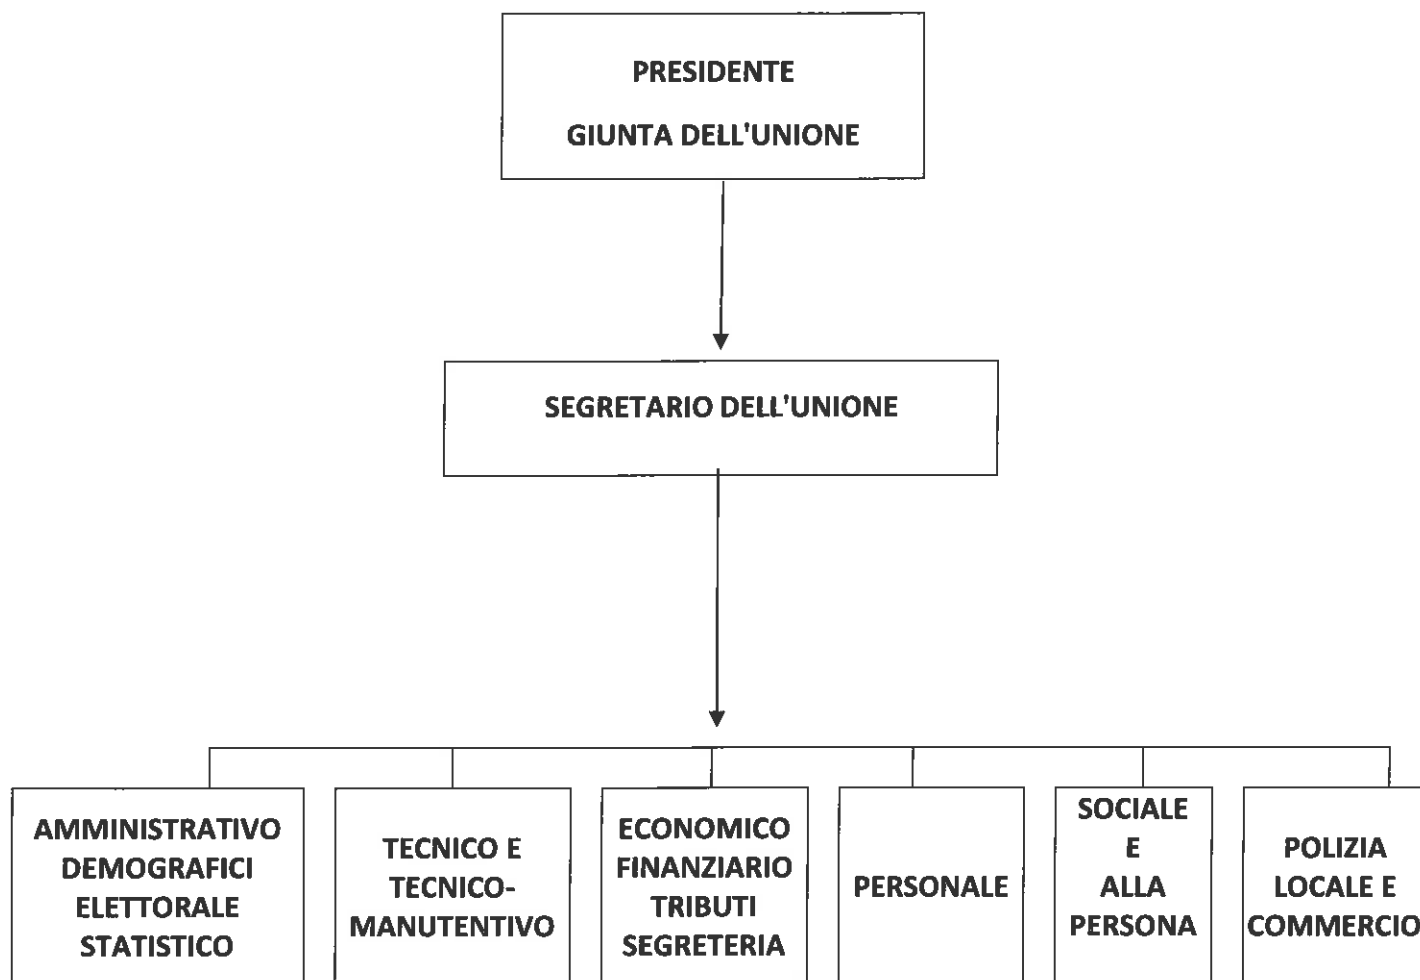 PRESIDENTE
GIUNTA DELL'UNIONE
SEGRETARIO DELL'UNIONE
AMMINISTRATIVO
DEMOGRAFICI
ELETTORALE
STATISTICO
TECNICO E
TECNICO-
MANUTENTIVO
ECONOMICO
FINANZIARIO
TRIBUTI
SEGRETERIA
PERSONALE
SOCIALE
E
ALLA
PERSONA
POLIZIA
LOCALE E
COMMERCIO